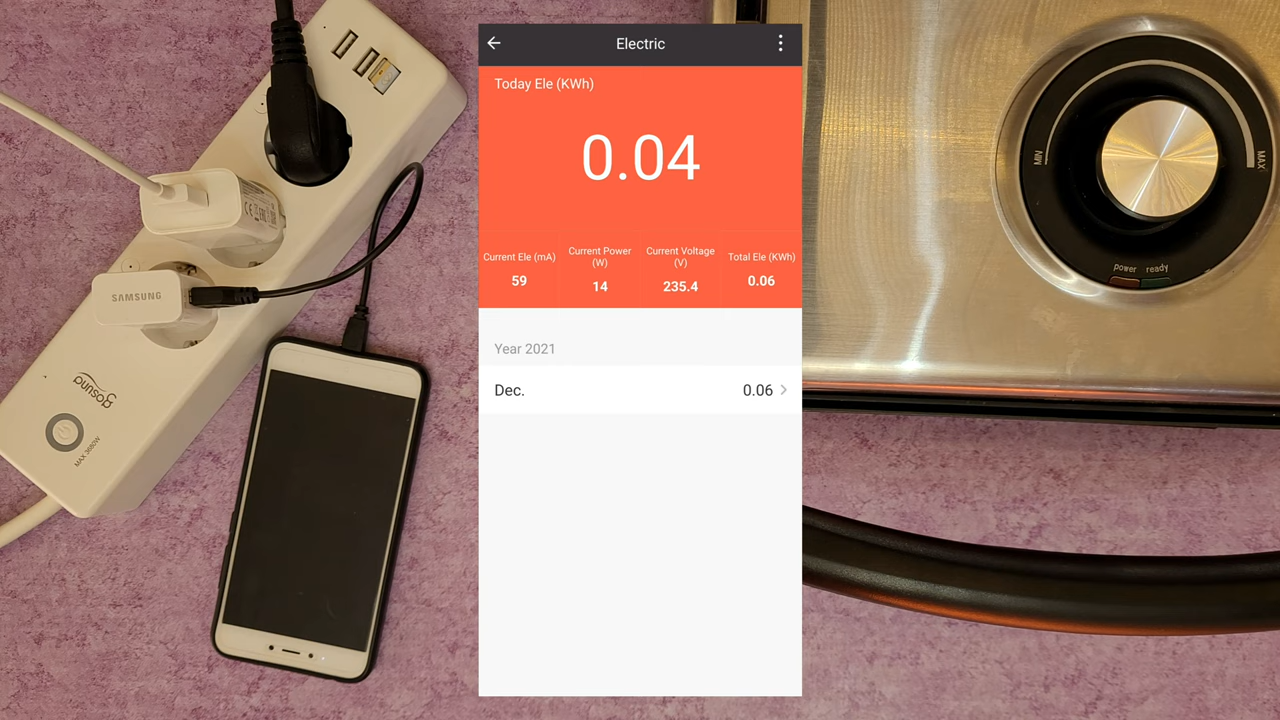 Electric
Today Ele (KWh)
0.04
Current Ele (mA)
59
Current Power
(W)
14
Current Voltage
(V)
235.4
Total Ele (KWh)
0.06
Year 2021
Dec.
0.06
SAMSUNG
gosuna
MAX 3680W
MIN
MAX
power ready